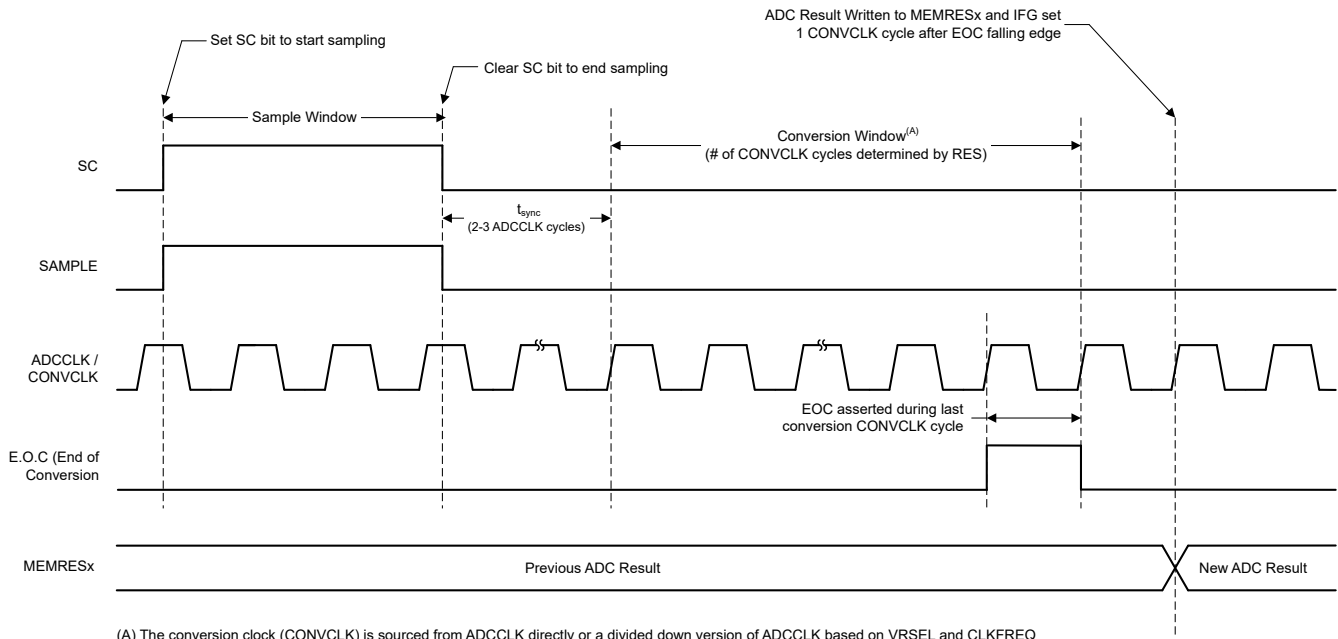 ADC Result Written to MEMRESx and IFG set
1 CONVCLK cycle after EOC falling edge
Set SC bit to start sampling
Clear SC bit to end sampling
Sample Window
Conversion Window(A)
(# of CONVCLK cycles determined by RES)
SC
tsync
(2-3 ADCCLK cycles)
SAMPLE
ADCCLK /
CONVCLK
EOC asserted during last
conversion CONVCLK cycle
E.O.C (End of
Conversion
MEMRESx
Previous ADC Result
New ADC Result
(A) The conversion clock (CONVCLK) is sourced from ADCCLK directly or a divided down version of ADCCLK based on VRSEL and CLKFREQ